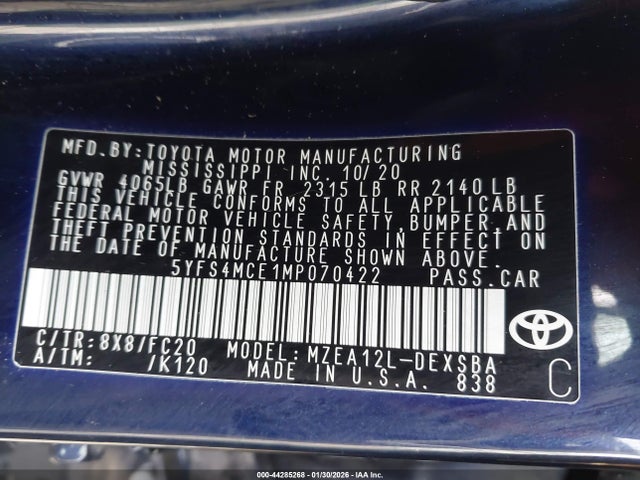 MFD.BY:TOYOTA MOTOR MANUFACTURING
MISSISSIPPI INC. 10/20
GVWR 4065LB GAWR FR 2315 LB RR 2140 LB
THIS VEHICLE CONFORMS TO ALL APPLICABLE
FEDERAL MOTOR VEHICLE SAFETY, BUMPER, AND
THEFT PREVENTION STANDARDS IN EFFECT ON
THE DATE OF MANUFACTURE SHOWN ABOVE.
5YFS4MCE1MP070422 PASS.CAR
C/TR:8X8/FC20 MODEL:MZEA12L-DEXSBA
A/TM: /K120 MADE IN U.S.A. 838
C
000-44285268 - 01/30/2026 - IAA Inc.